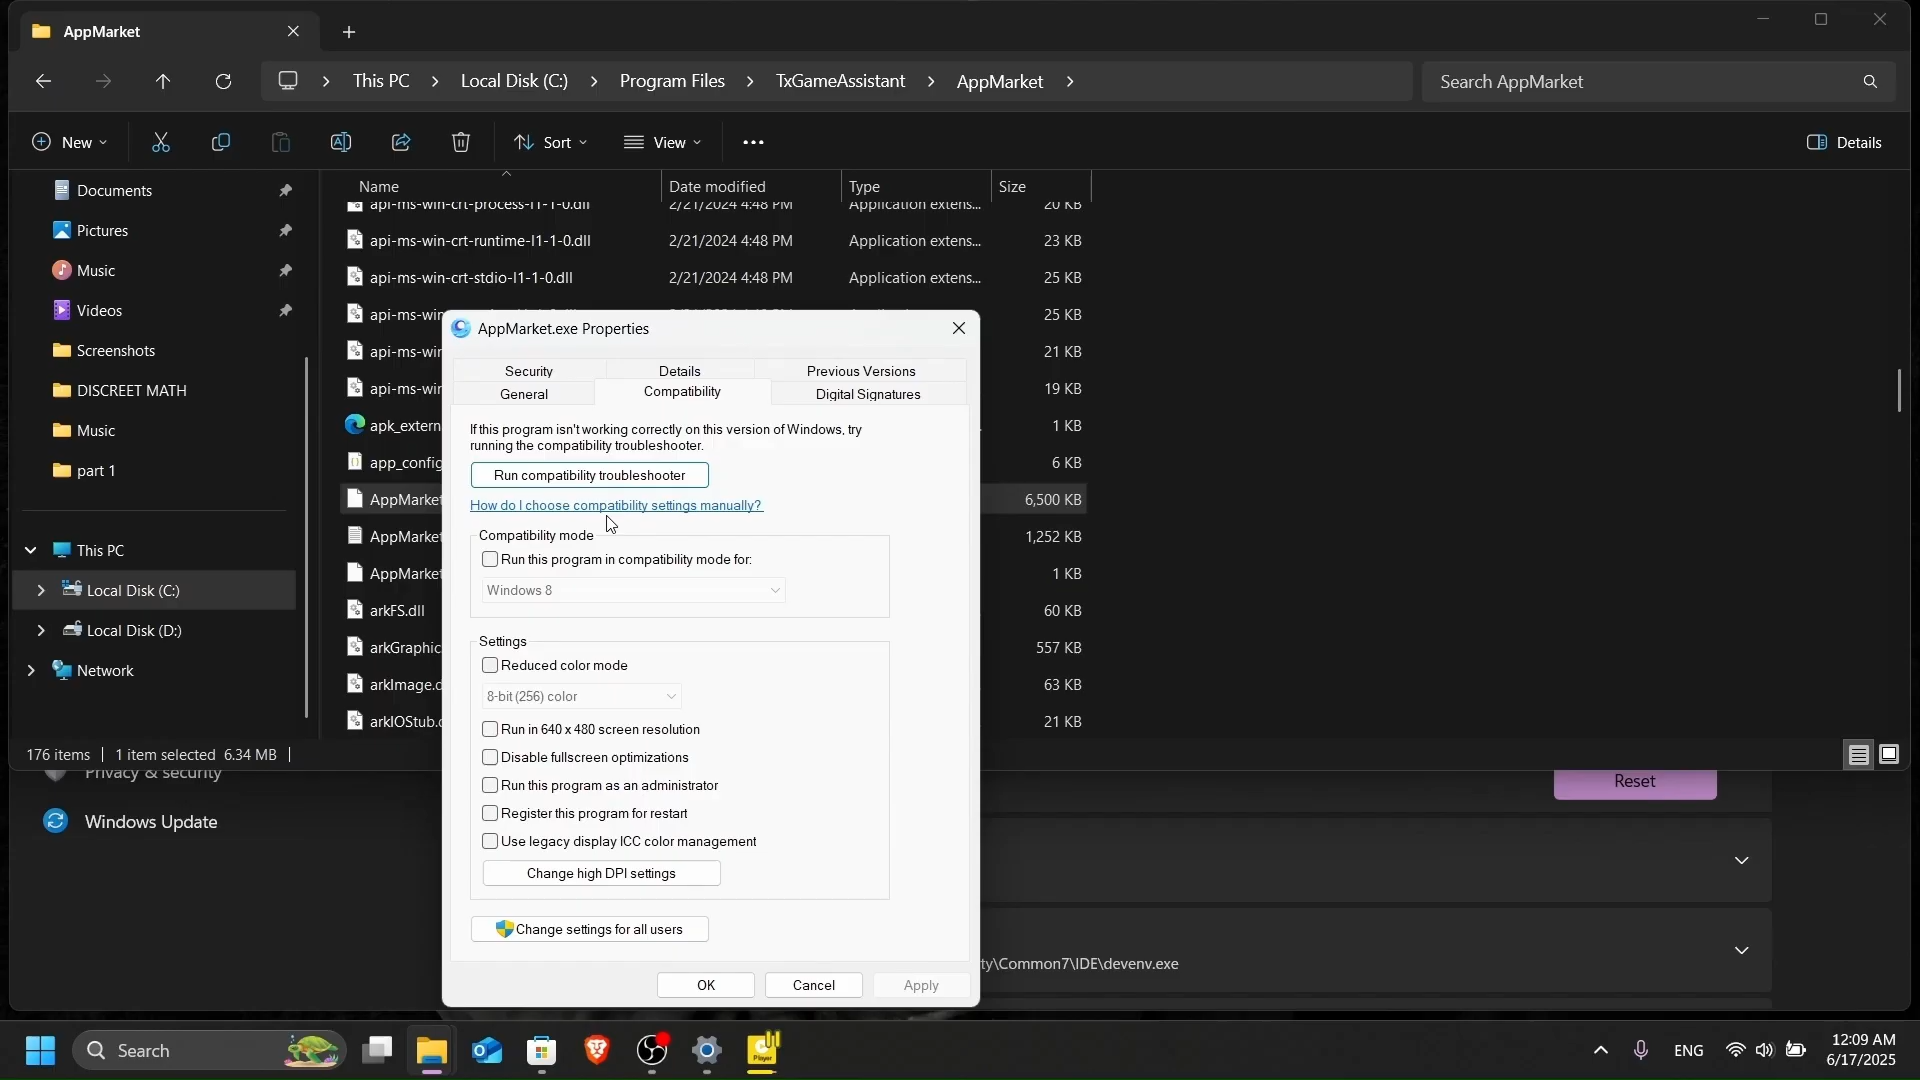 AppMarket
This PC
Local Disk (C:)
Program Files
TxGameAssistant
AppMarket
Search AppMarket
New
Sort
View
Details
Documents
Pictures
Music
Videos
Screenshots
DISCREET MATH
Music
part 1
This PC
Local Disk (C:)
Local Disk (D:)
Network
Name Date modified Type Size
api-ms-win-crt-process-l1-1-0.dll 2/21/2024 4:48 PM Application extens... 20 KB
api-ms-win-crt-runtime-l1-1-0.dll 2/21/2024 4:48 PM Application extens... 23 KB
api-ms-win-crt-stdio-l1-1-0.dll 2/21/2024 4:48 PM Application extens... 25 KB
api-ms-wi 25 KB
api-ms-wi 21 KB
api-ms-wi 19 KB
apk_extern 1 KB
app_config 6 KB
AppMarke 6,500 KB
AppMarke 1,252 KB
AppMarke 1 KB
arkFS.dll 60 KB
arkGraphic 557 KB
arkImage.d 63 KB
arkIOStub. 21 KB
176 items
1 item selected 6.34 MB
AppMarket.exe Properties
Security
Details
Previous Versions
General
Compatibility
Digital Signatures
If this program isn't working correctly on this version of Windows, try
running the compatibility troubleshooter.
Run compatibility troubleshooter
How do I choose compatibility settings manually?
Compatibility mode
Run this program in compatibility mode for:
Windows 8
Settings
Reduced color mode
8-bit (256) color
Run in 640 x 480 screen resolution
Disable fullscreen optimizations
Run this program as an administrator
Register this program for restart
Use legacy display ICC color management
Change high DPI settings
Change settings for all users
OK
Cancel
Apply
Privacy & security
Windows Update
Reset
ty\Common7\IDE\devenv.exe
Search
Player
ENG
12:09 AM
6/17/2025